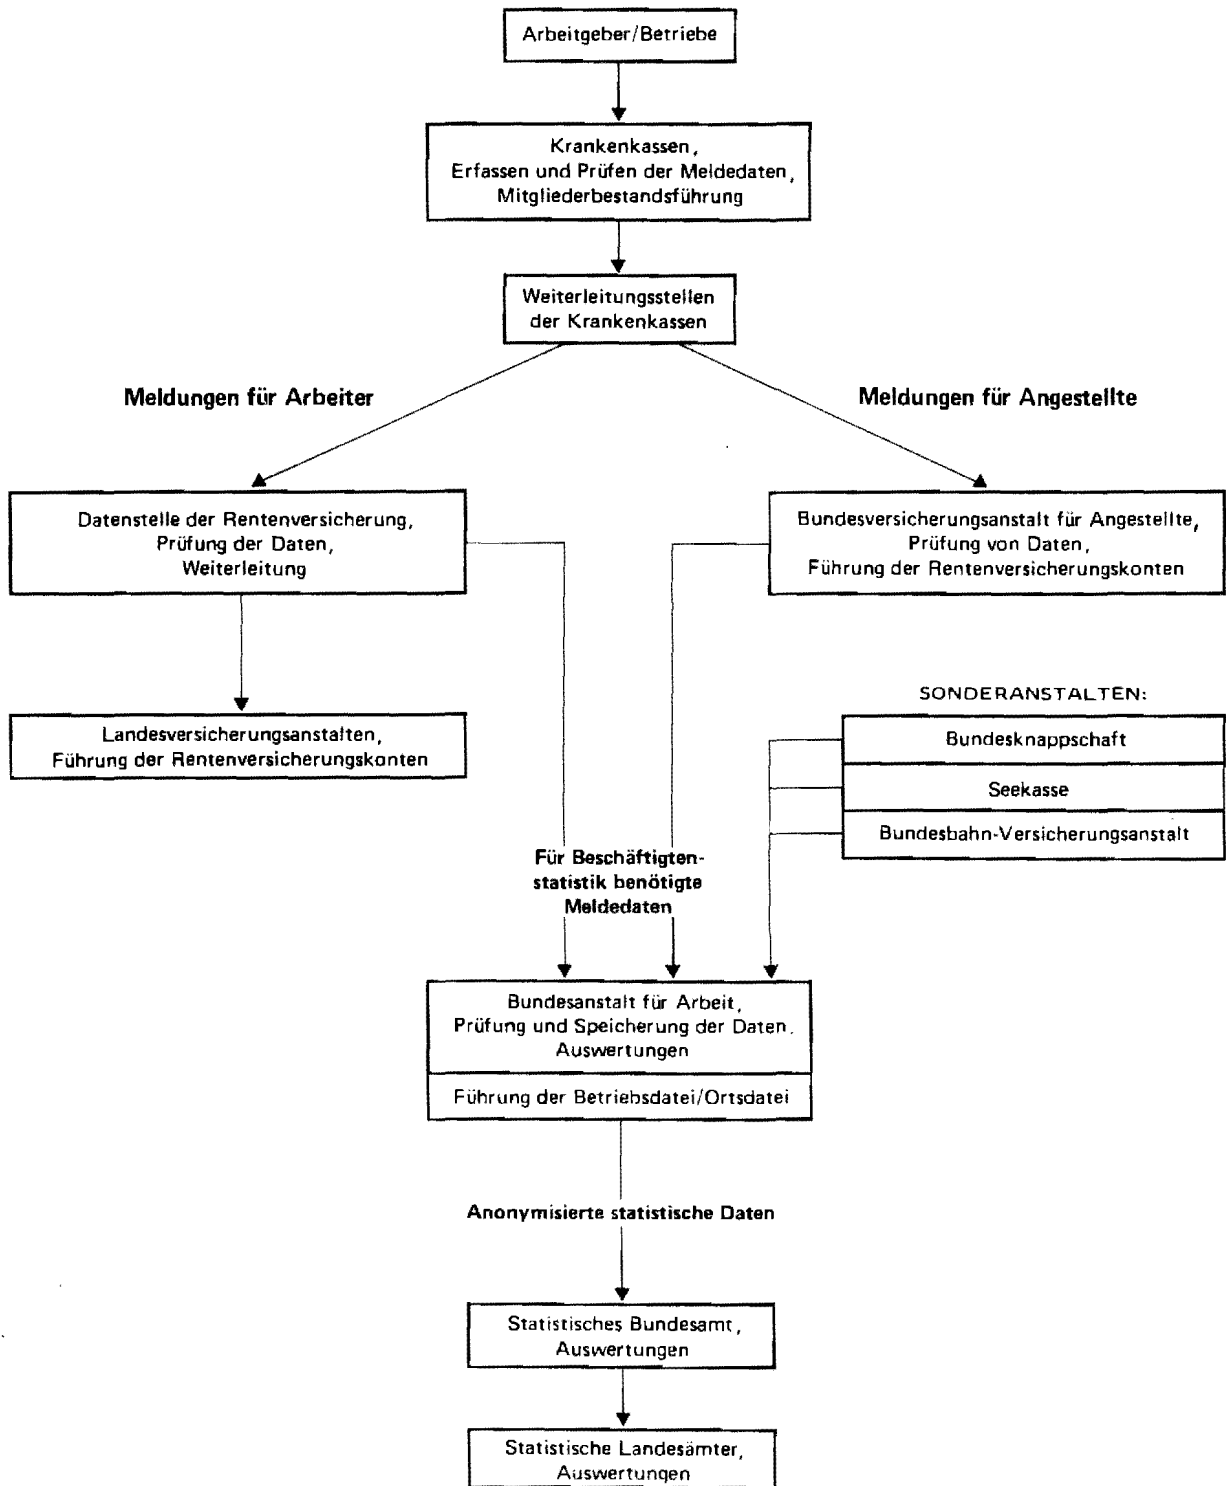 Arbeitgeber/Betriebe
Krankenkassen,
Erfassen und Prüfen der Meldedaten,
Mitgliederbestandsführung
Weiterleitungsstellen
der Krankenkassen
Meldungen für Arbeiter
Meldungen für Angestellte
Datenstelle der Rentenversicherung,
Prüfung der Daten,
Weiterleitung
Bundesversicherungsanstalt für Angestellte,
Prüfung von Daten,
Führung der Rentenversicherungskonten
Landesversicherungsanstalten,
Führung der Rentenversicherungskonten
SONDERANSTALTEN:
Bundesknappschaft
Seekasse
Bundesbahn-Versicherungsanstalt
Für Beschäftigten-
statistik benötigte
Meldedaten
Bundesanstalt für Arbeit,
Prüfung und Speicherung der Daten.
Auswertungen
Führung der Betriebsdatei/Ortsdatei
Anonymisierte statistische Daten
Statistisches Bundesamt,
Auswertungen
Statistische Landesämter,
Auswertungen